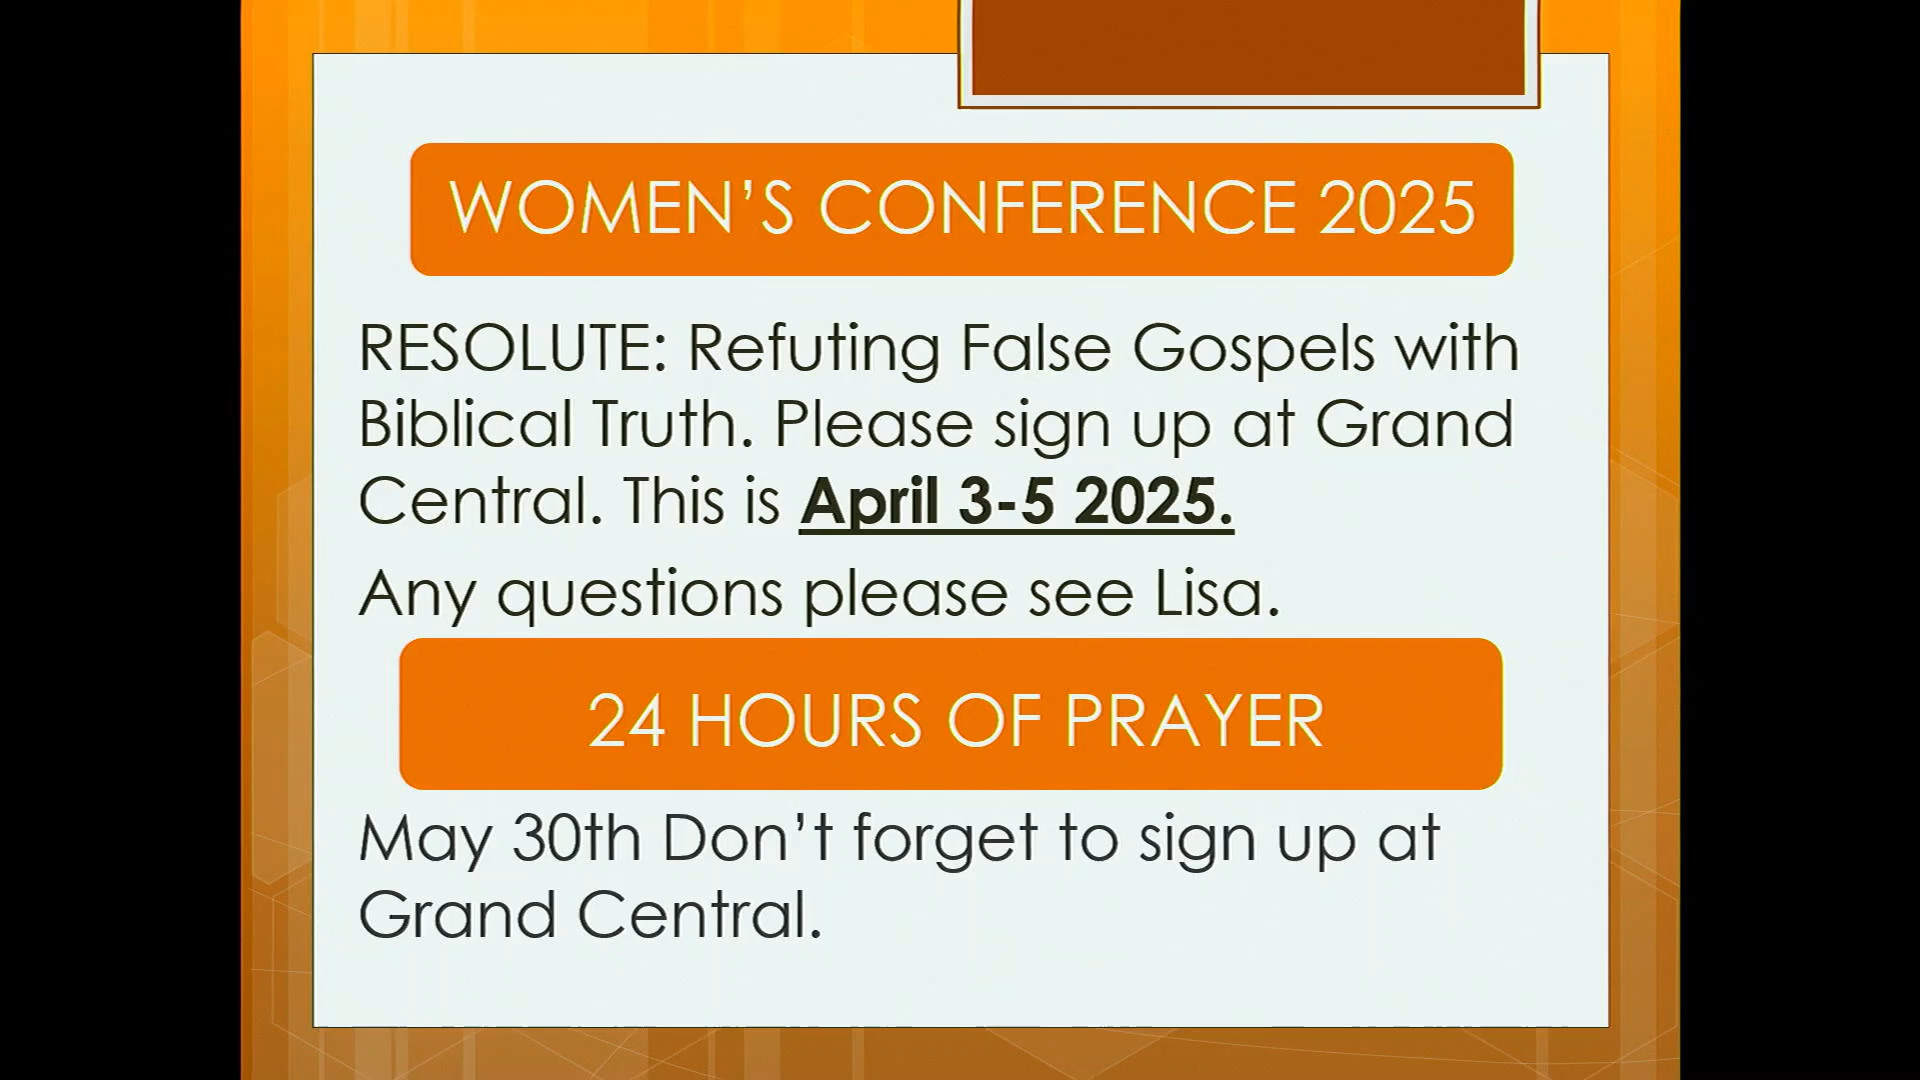 WOMEN’S CONFERENCE 2025
RESOLUTE: Refuting False Gospels with
Biblical Truth. Please sign up at Grand
Central. This is April 3-5 2025.
Any questions please see Lisa.
24 HOURS OF PRAYER
May 30th Don’t forget to sign up at
Grand Central.